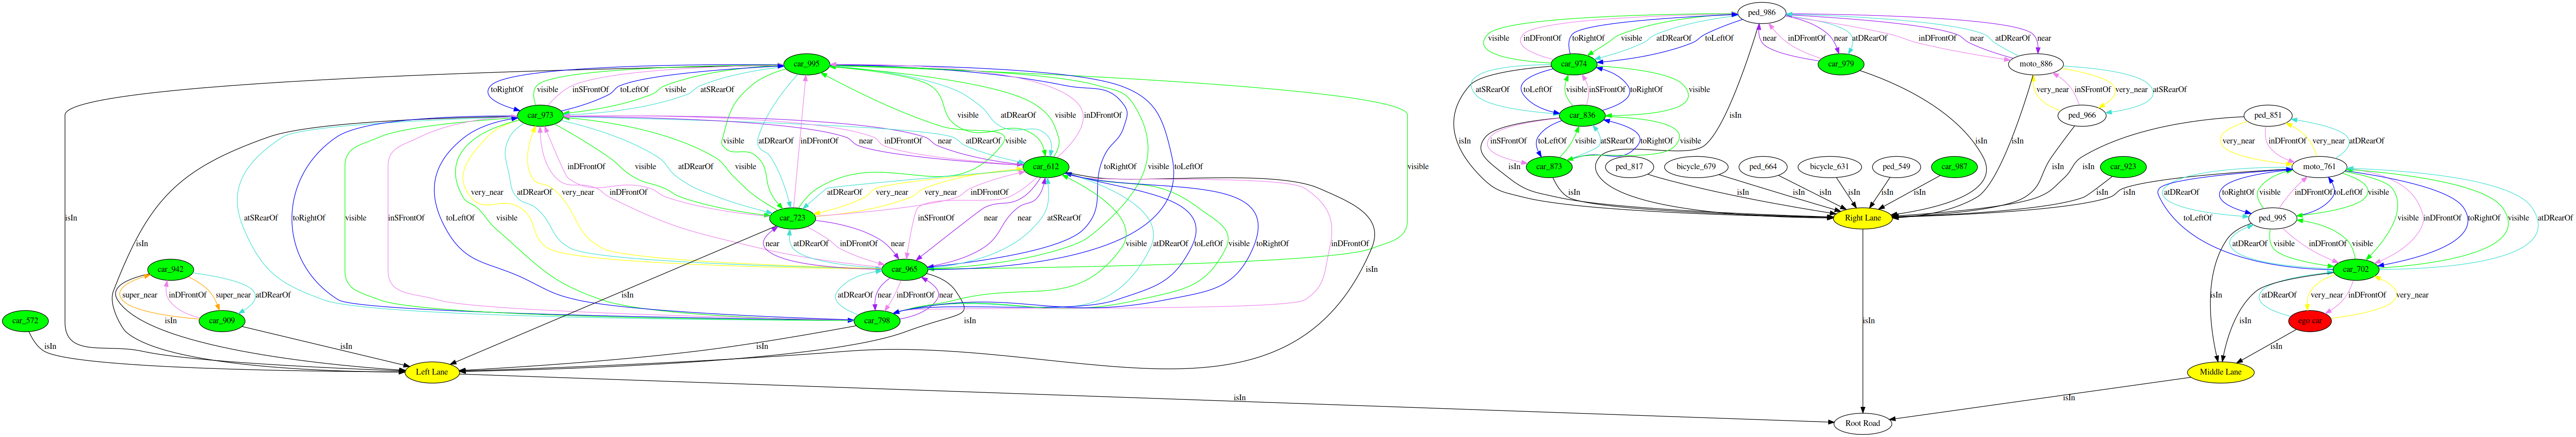 ped_986
visible
inDFrontOf
toRightOf
atDRearOf
visible
toLeftOf
near
near
atDRearOf
inDFrontOf
near
atDRearOf
near
inDFrontOf
car_995
car_974
car_979
moto_886
toRightOf
visible
inSFrontOf
toLeftOf
visible
atSRearOf
atSRearOf
toLeftOf
visible
inSFrontOf
toRightOf
visible
very_near
inSFrontOf
very_near
atSRearOf
car_973
visible
atDRearOf
visible
inDFrontOf
car_836
ped_966
ped_851
near
inDFrontOf
near
atDRearOf
visible
inSFrontOf
toLeftOf
visible
atSRearOf
toRightOf
visible
isIn
isIn
isIn
very_near
inDFrontOf
very_near
atDRearOf
inDFrontOf
visible
atDRearOf
visible
car_612
toRightOf
toLeftOf
visible
car_873
ped_817
bicycle_679
ped_664
bicycle_631
ped_549
car_987
car_923
moto_761
isIn
very_near
atDRearOf
very_near
inDFrontOf
atDRearOf
very_near
very_near
inDFrontOf
isIn
isIn
isIn
isIn
isIn
isIn
isIn
isIn
isIn
isIn
isIn
atDRearOf
toRightOf
visible
inDFrontOf
toLeftOf
visible
isIn
atSRearOf
toRightOf
visible
inSFrontOf
toLeftOf
visible
car_723
inSFrontOf
near
atSRearOf
Right Lane
ped_995
toLeftOf
visible
inDFrontOf
toRightOf
visible
atDRearOf
isIn
near
atDRearOf
inDFrontOf
near
visible
atDRearOf
toLeftOf
visible
toRightOf
inDFrontOf
atDRearOf
visible
inDFrontOf
visible
car_942
car_965
isIn
car_702
super_near
inDFrontOf
super_near
atDRearOf
isIn
atDRearOf
near
inDFrontOf
near
isIn
isIn
atDRearOf
very_near
inDFrontOf
very_near
car_572
car_909
car_798
isIn
isIn
ego car
isIn
isIn
isIn
isIn
isIn
Left Lane
Middle Lane
isIn
isIn
Root Road